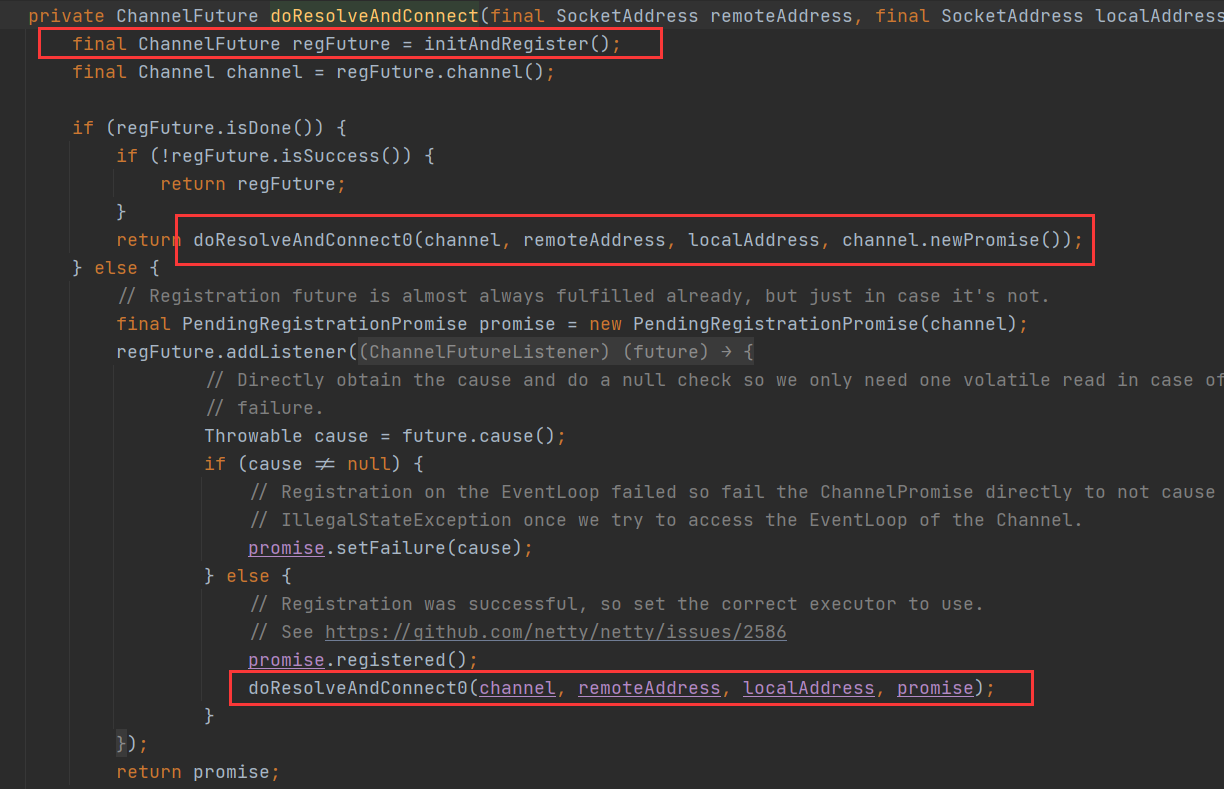 private ChannelFuture doResolveAndConnect(final SocketAddress remoteAddress, final SocketAddress localAddress
final ChannelFuture regFuture = initAndRegister();
final Channel channel = regFuture.channel();
if (regFuture.isDone()) {
if (!regFuture.isSuccess()) {
return regFuture;
}
return doResolveAndConnect0(channel, remoteAddress, localAddress, channel.newPromise());
} else {
// Registration future is almost always fulfilled already, but just in case it's not.
final PendingRegistrationPromise promise = new PendingRegistrationPromise(channel);
regFuture.addListener((ChannelFutureListener) (future) → {
// Directly obtain the cause and do a null check so we only need one volatile read in case of
// failure.
Throwable cause = future.cause();
if (cause ≠ null) {
// Registration on the EventLoop failed so fail the ChannelPromise directly to not cause
// IllegalStateException once we try to access the EventLoop of the Channel.
promise.setFailure(cause);
} else {
// Registration was successful, so set the correct executor to use.
// See https://github.com/netty/netty/issues/2586
promise.registered();
doResolveAndConnect0(channel, remoteAddress, localAddress, promise);
}
});
return promise;